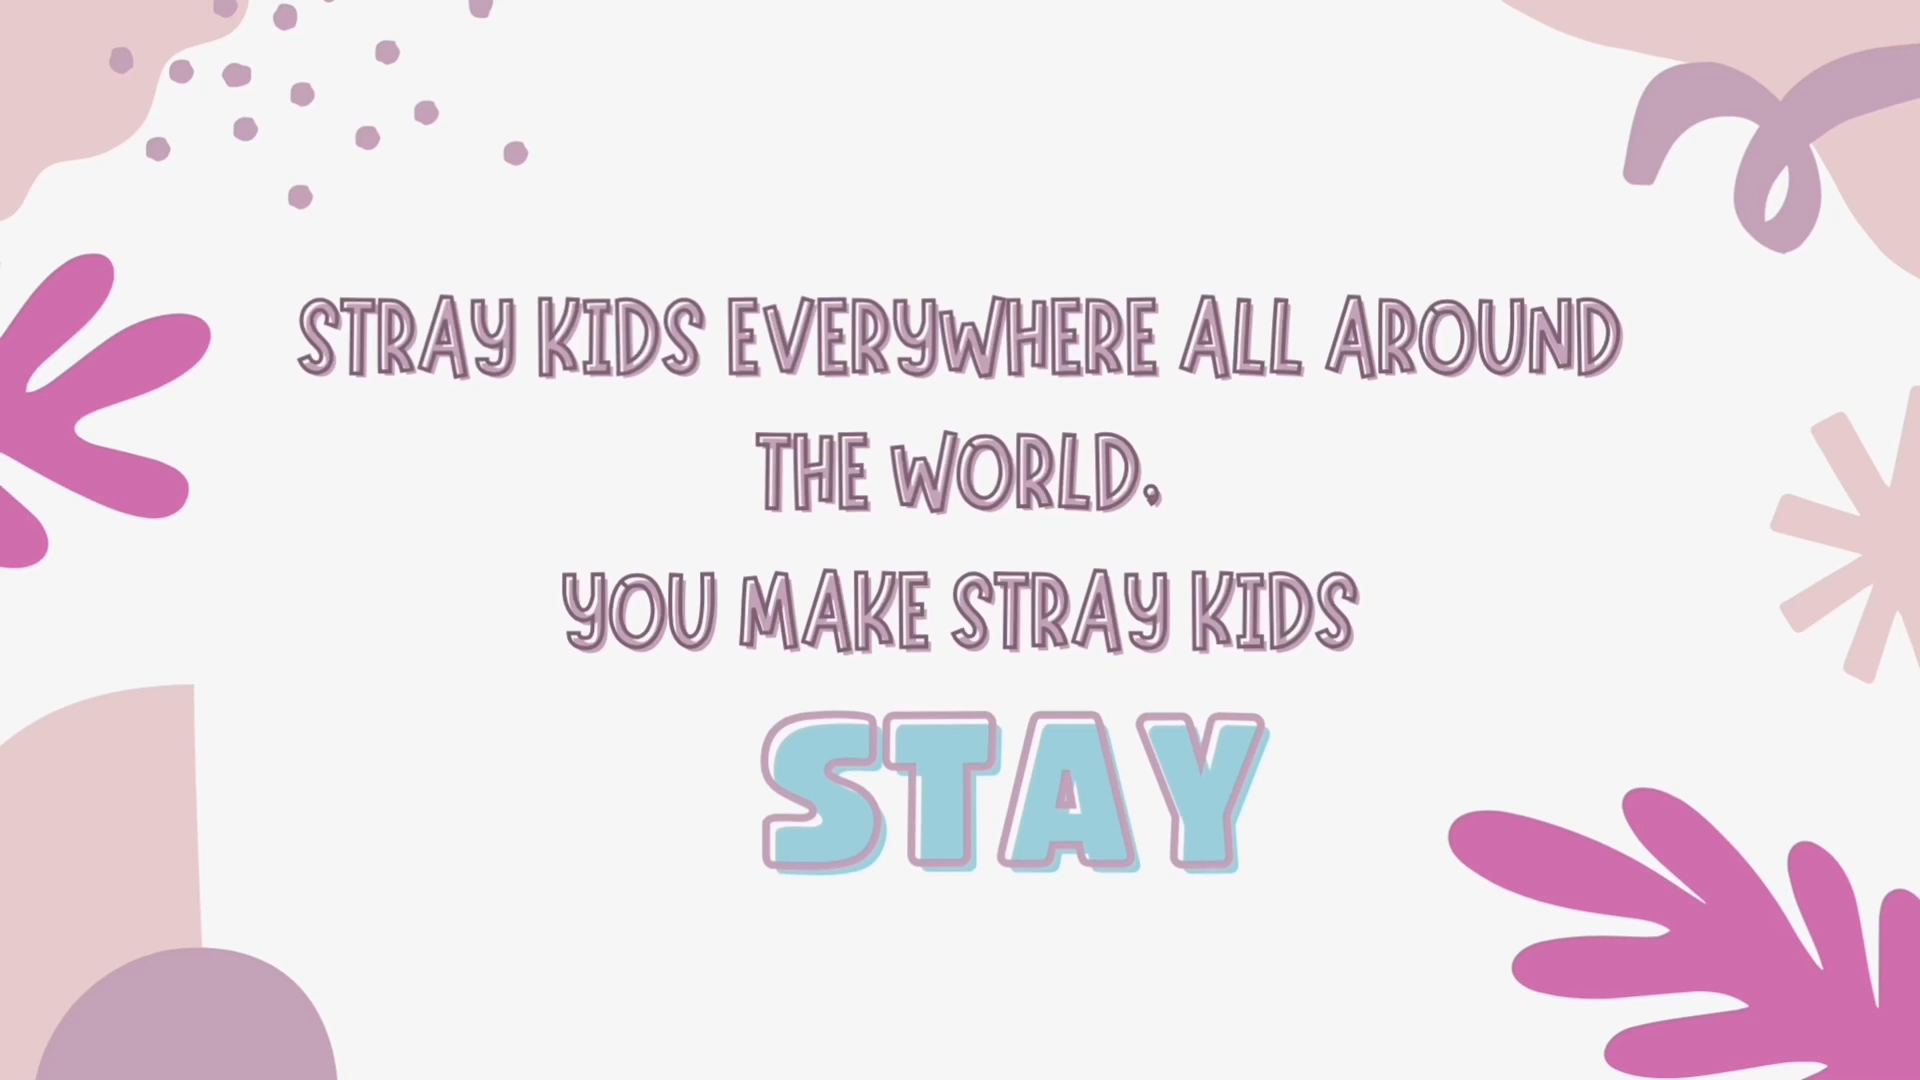 STRAY KIDS EVERYWHERE ALL AROUND
THE WORLD.
YOU MAKE STRAY KIDS
STAY